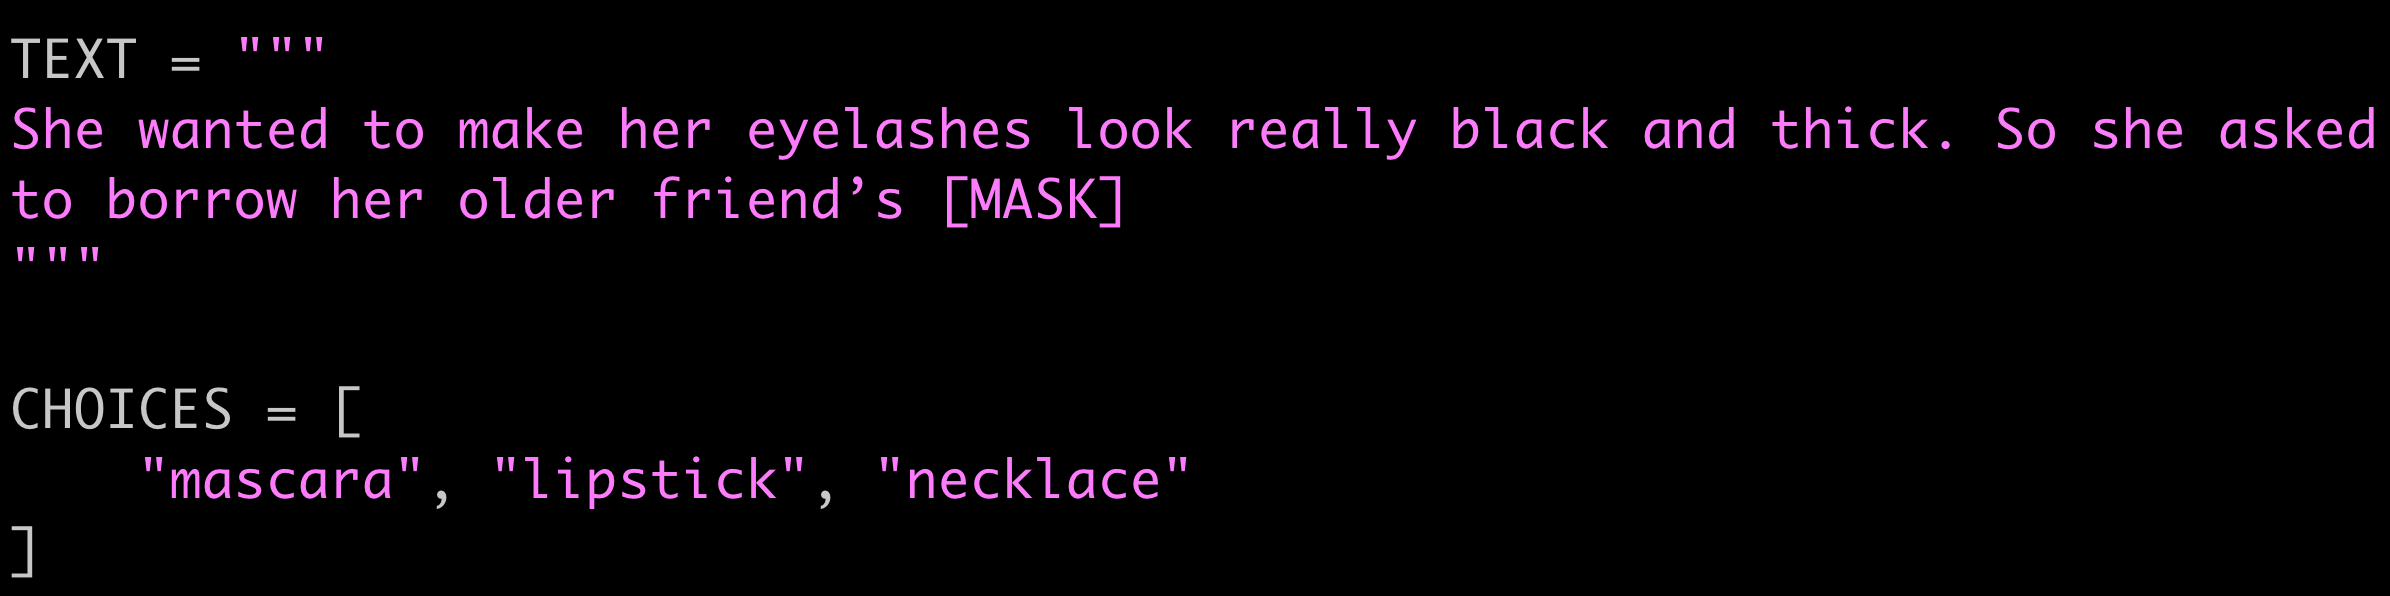 TEXT = """
She wanted to make her eyelashes look really black and thick. So she asked
to borrow her older friend’s [MASK]
"""
CHOICES = [
    "mascara", "lipstick", "necklace"
]